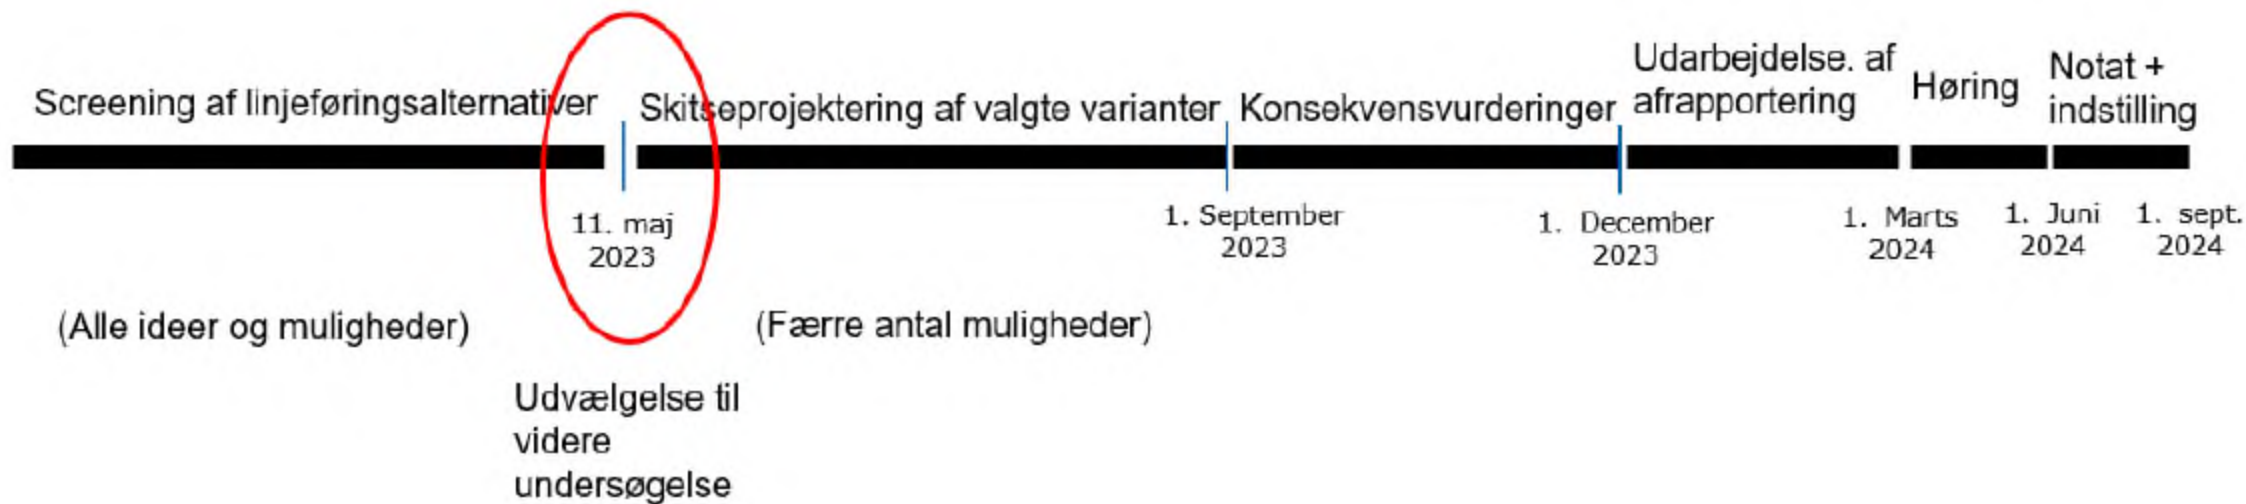 Screening af linjeføringsalternativer
Skitseprojektering af valgte varianter
Konsekvensvurderinger
Udarbejdelse. af
afrapportering
Høring
Notat +
indstilling
11. maj
2023
1. September
2023
1. December
2023
1. Marts
2024
1. Juni
2024
1. sept.
2024
(Alle ideer og muligheder)
(Færre antal muligheder)
Udvælgelse til
videre
undersøgelse